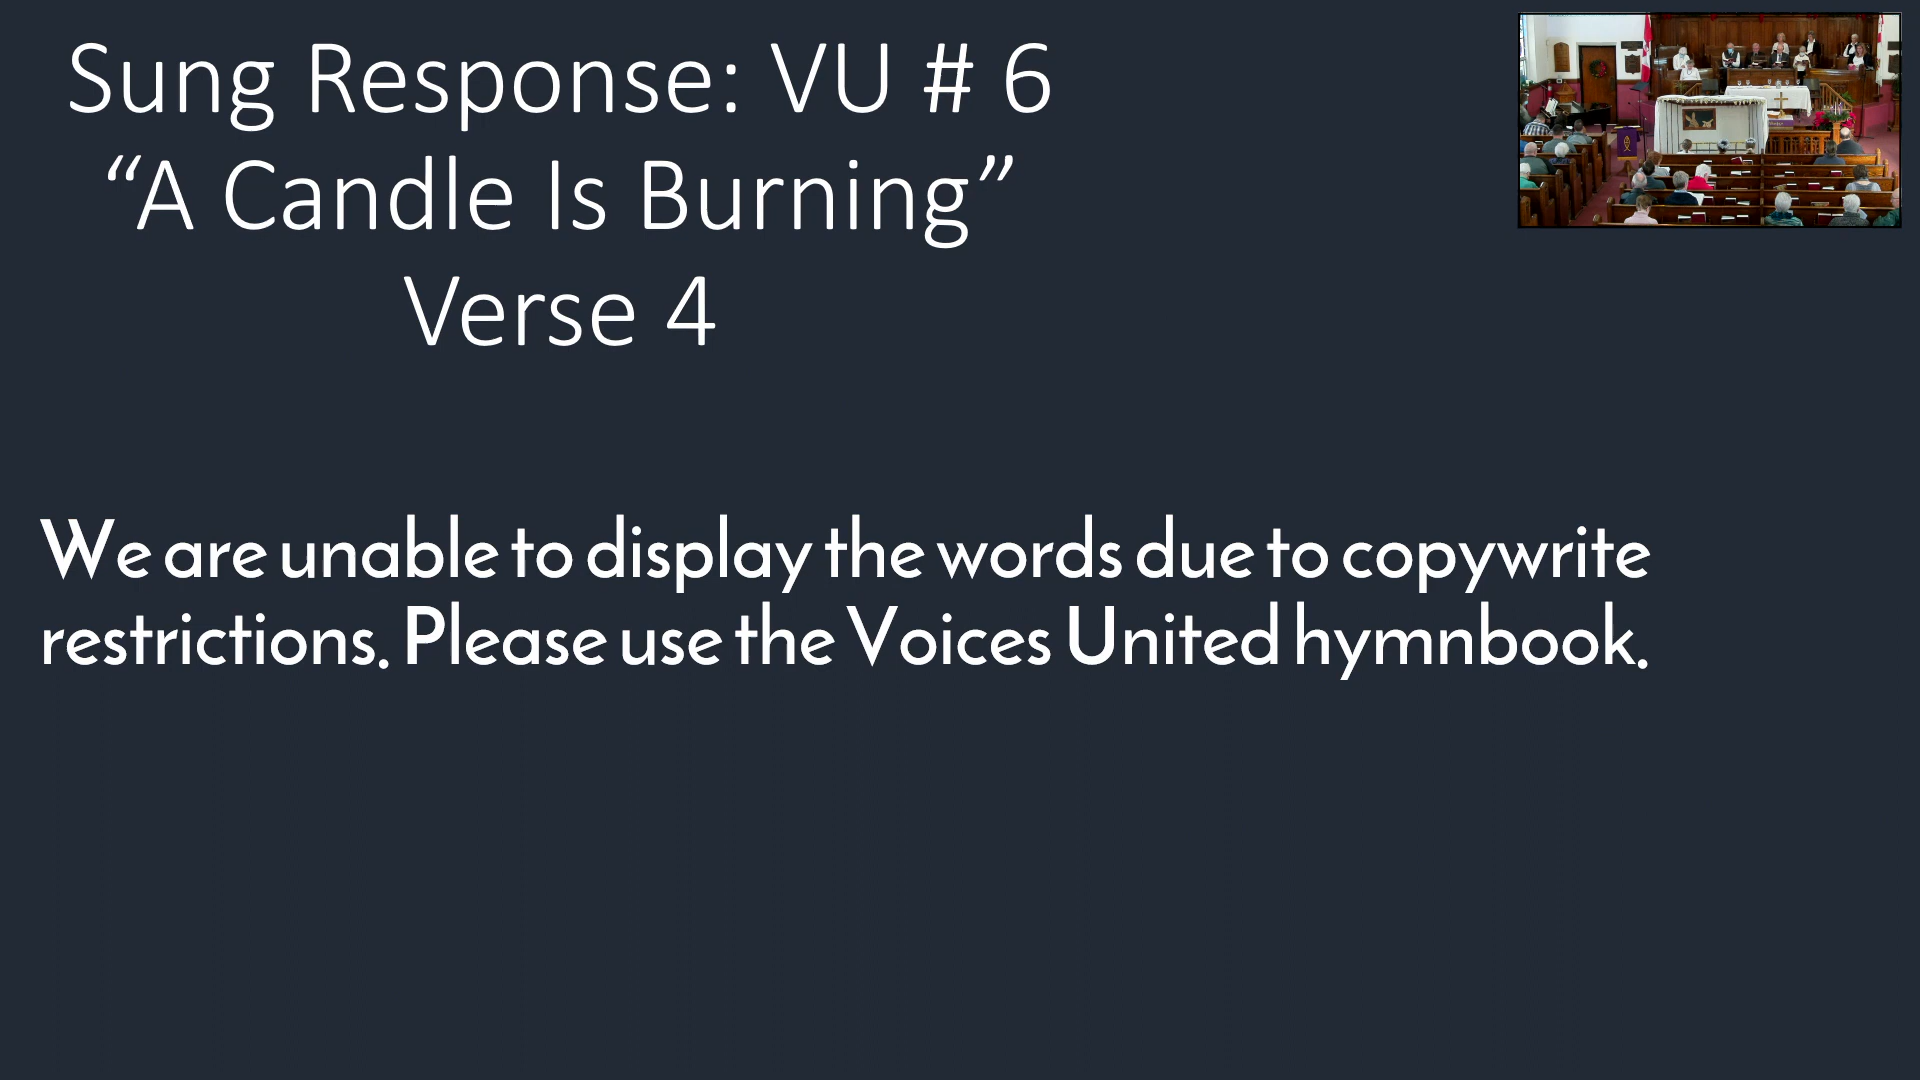 Sung Response: VU # 6
“A Candle Is Burning”
Verse 4
We are unable to display the words due to copywrite
restrictions. Please use the Voices United hymnbook.